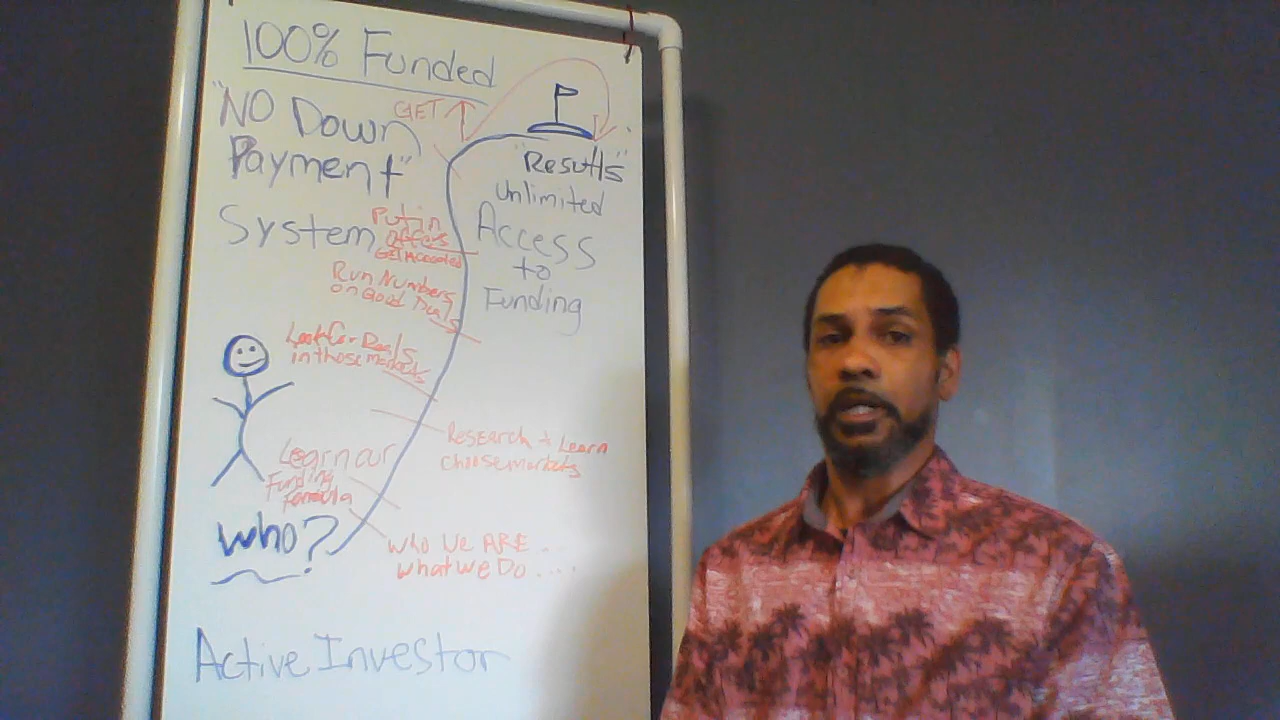 100% Funded
"NO Down
Payment"
System
GET
"Results"
Unlimited
Access
to
Funding
Put in
offers
Get Accepted
Run Numbers
on Good Deals
Look for Deals
in those markets
Research + Learn
choose markets
Learn our
Funding
formula
who?
who we ARE ...
what we Do ....
Active Investor